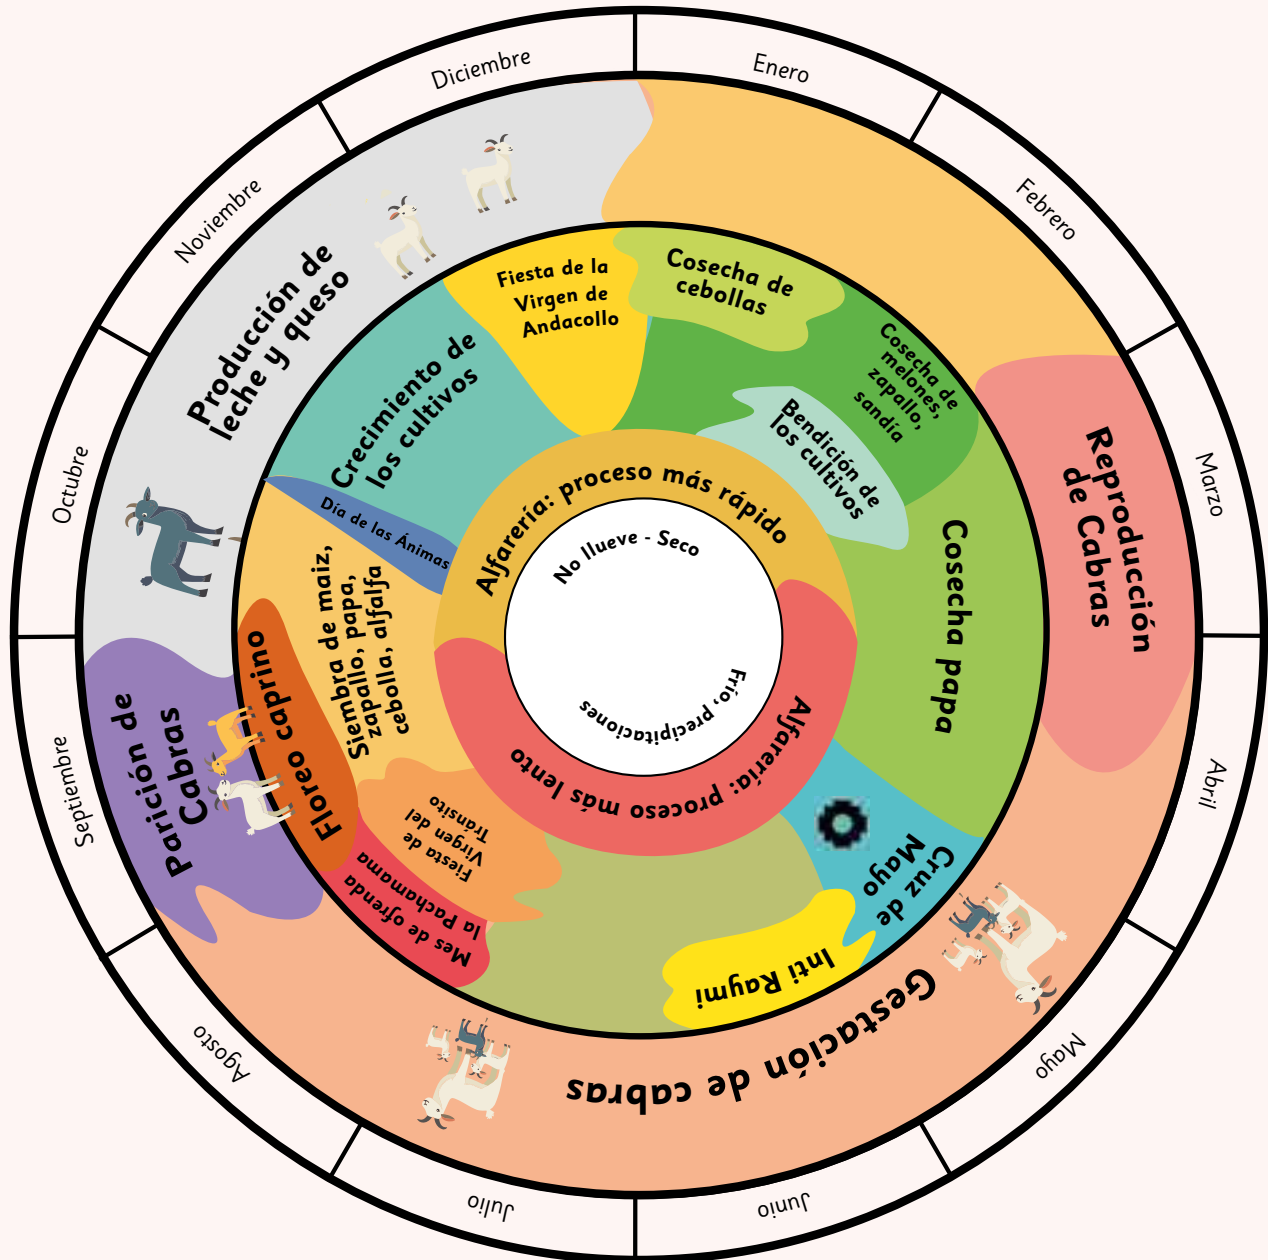 Enero
Febrero
Marzo
Abril
Mayo
Junio
Julio
Agosto
Septiembre
Octubre
Noviembre
Diciembre
Reproducción
de Cabras
Gestación de cabras
Parición de
Cabras
Producción de
leche y queso
Cosecha de
cebollas
Cosecha de
melones,
zapallo,
sandía
Bendición de
los cultivos
Cosecha papa
Cruz de
Mayo
Inti Raymi
Mes de ofrenda
la Pachamama
Fiesta de
Virgen del
Tránsito
Floreo caprino
Siembra de maiz,
zapallo, papa,
cebolla, alfalfa
Día de las Ánimas
Crecimiento de
los cultivos
Fiesta de la
Virgen de
Andacollo
Alfarería: proceso más rápido
Alfarería: proceso más lento
No llueve - Seco
Frío, precipitaciones